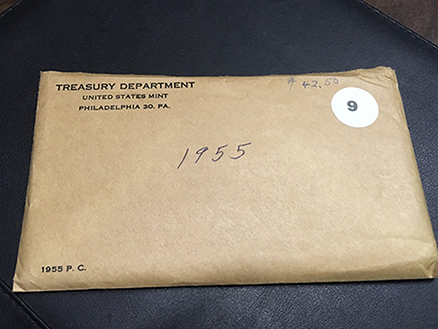 TREASURY DEPARTMENT
UNITED STATES MINT
PHILADELPHIA 30, PA.
42.50
9
1955
1955 P. C.